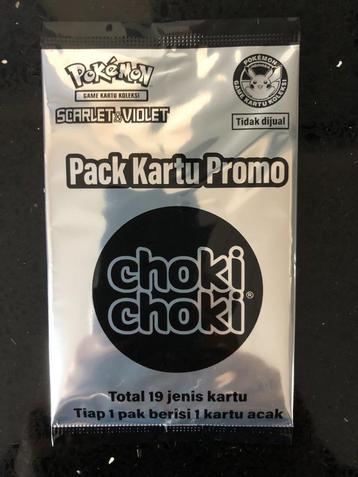 Pokémon
GAME KARTU KOLEKSI
SCARLET & VIOLET
POKÉMON
GAME KARTU KOLEKSI
Tidak dijual
Pack Kartu Promo
choki
choki®
Total 19 jenis kartu
Tiap 1 pak berisi 1 kartu acak